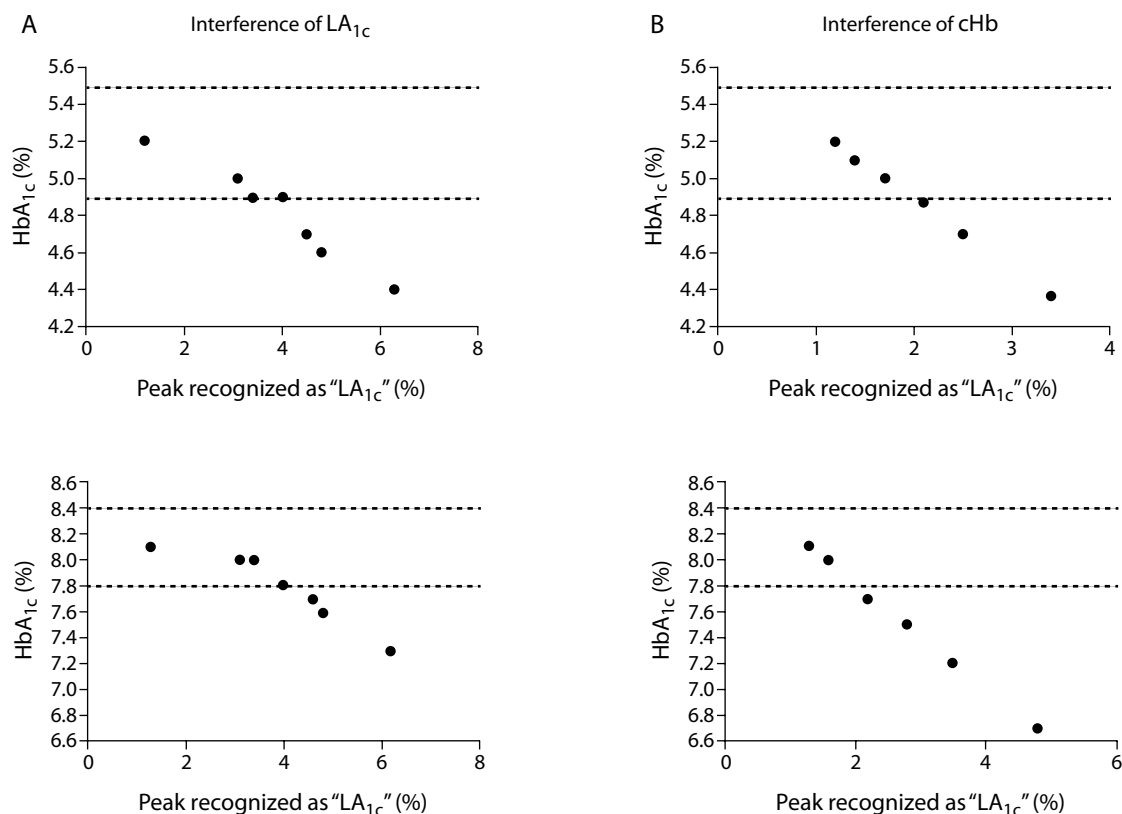 A
Interference of LA1c
HbA1c (%)
5.6
5.4
5.2
5.0
4.8
4.6
4.4
4.2
0 2 4 6 8
Peak recognized as “LA1c” (%)
B
Interference of cHb
HbA1c (%)
5.6
5.4
5.2
5.0
4.8
4.6
4.4
4.2
0 1 2 3 4
Peak recognized as “LA1c” (%)
HbA1c (%)
8.6
8.4
8.2
8.0
7.8
7.6
7.4
7.2
7.0
6.8
6.6
0 2 4 6 8
Peak recognized as “LA1c” (%)
HbA1c (%)
8.6
8.4
8.2
8.0
7.8
7.6
7.4
7.2
7.0
6.8
6.6
0 2 4 6
Peak recognized as “LA1c” (%)